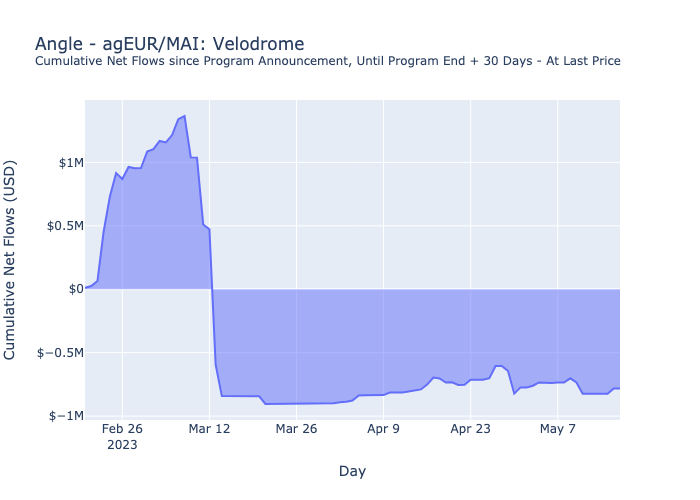 Angle - agEUR/MAI: Velodrome
Cumulative Net Flows since Program Announcement, Until Program End + 30 Days - At Last Price
Cumulative Net Flows (USD)
$1M
$0.5M
$0
$−0.5M
$−1M
Feb 26 Mar 12 Mar 26 Apr 9 Apr 23 May 7
2023
Day